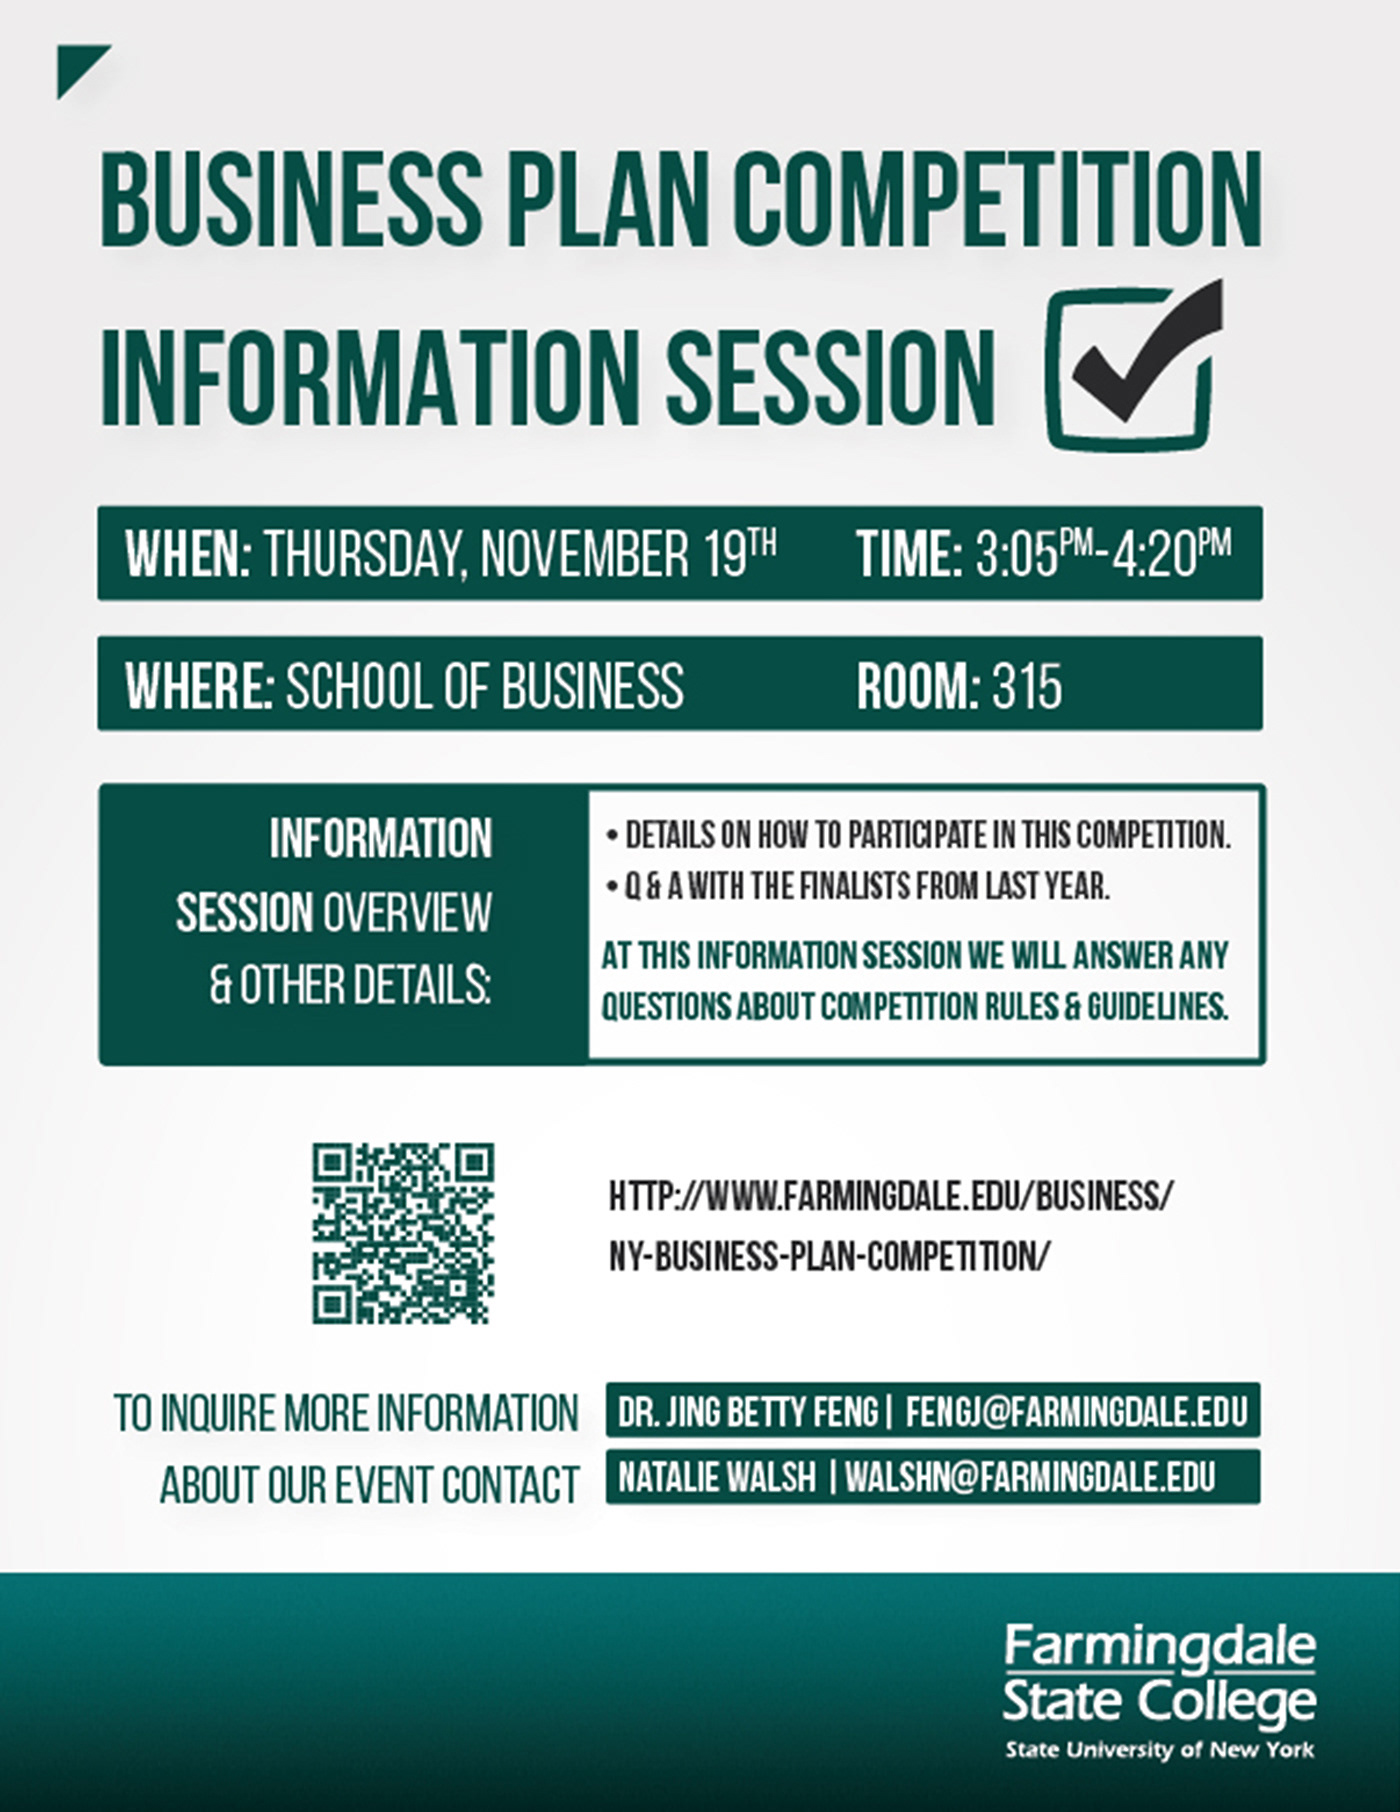 BUSINESS PLAN COMPETITION
INFORMATION SESSION
WHEN: THURSDAY, NOVEMBER 19TH TIME: 3:05PM-4:20PM
WHERE: SCHOOL OF BUSINESS ROOM: 315
INFORMATION
SESSION OVERVIEW
& OTHER DETAILS:
• DETAILS ON HOW TO PARTICIPATE IN THIS COMPETITION.
• Q & A WITH THE FINALISTS FROM LAST YEAR.
AT THIS INFORMATION SESSION WE WILL ANSWER ANY
QUESTIONS ABOUT COMPETITION RULES & GUIDELINES.
HTTP://WWW.FARMINGDALE.EDU/BUSINESS/
NY-BUSINESS-PLAN-COMPETITION/
TO INQUIRE MORE INFORMATION
ABOUT OUR EVENT CONTACT
DR. JING BETTY FENG | FENGJ@FARMINGDALE.EDU
NATALIE WALSH | WALSHN@FARMINGDALE.EDU
Farmingdale
State College
State University of New York